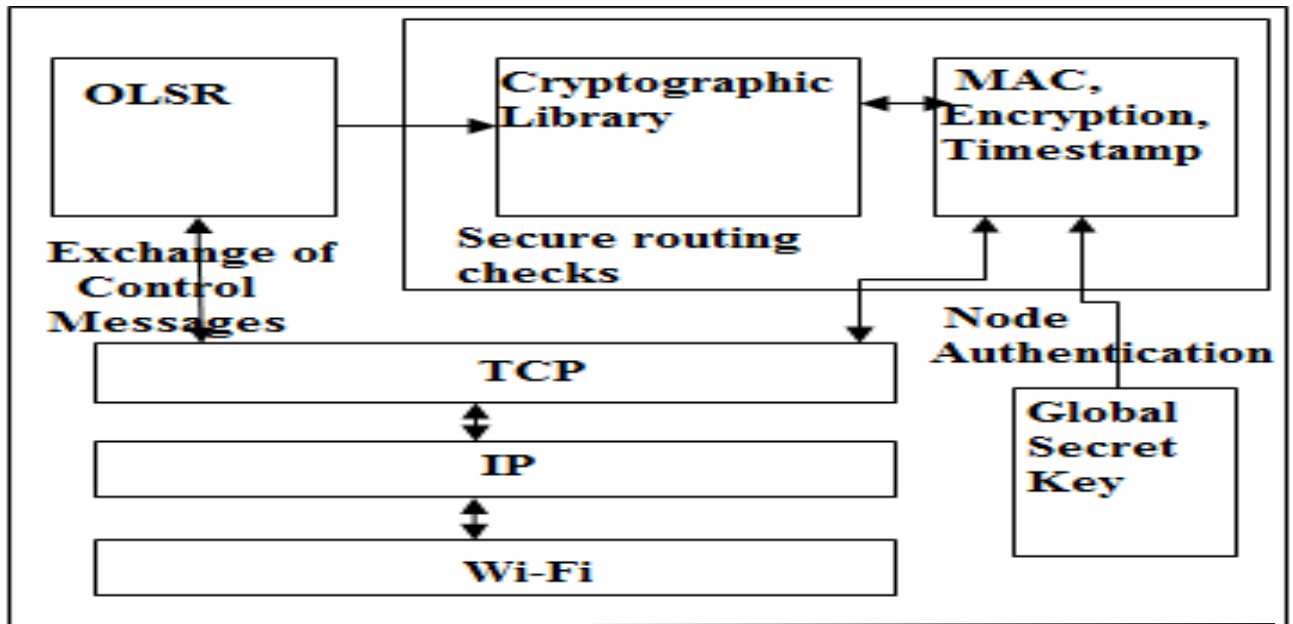 OLSR
Cryptographic
Library
MAC,
Encryption,
Timestamp
Secure routing
checks
Exchange of
Control
Messages
Node
Authentication
TCP
IP
Wi-Fi
Global
Secret
Key